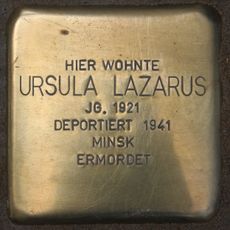 HIER WOHNTE
URSULA LAZARUS
JG. 1921
DEPORTIERT 1941
MINSK
ERMORDET